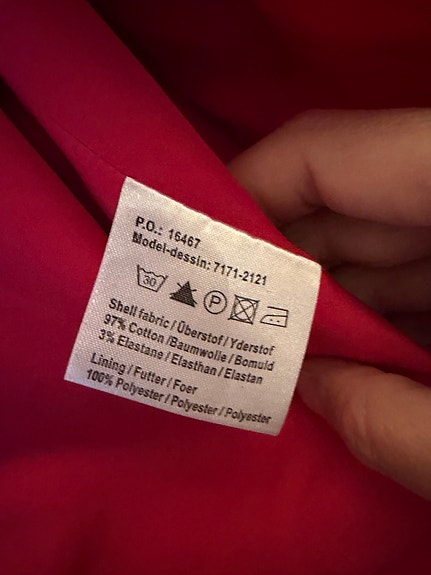 P.O.: 16467
Model-dessin: 7171-2121
30 P
Shell fabric / Überstof / Yderstof
97% Cotton /Baumwolle / Bomuld
3% Elastane / Elasthan / Elastan
Lining / Futter / Foer
100% Polyester / Polyester / Polyester